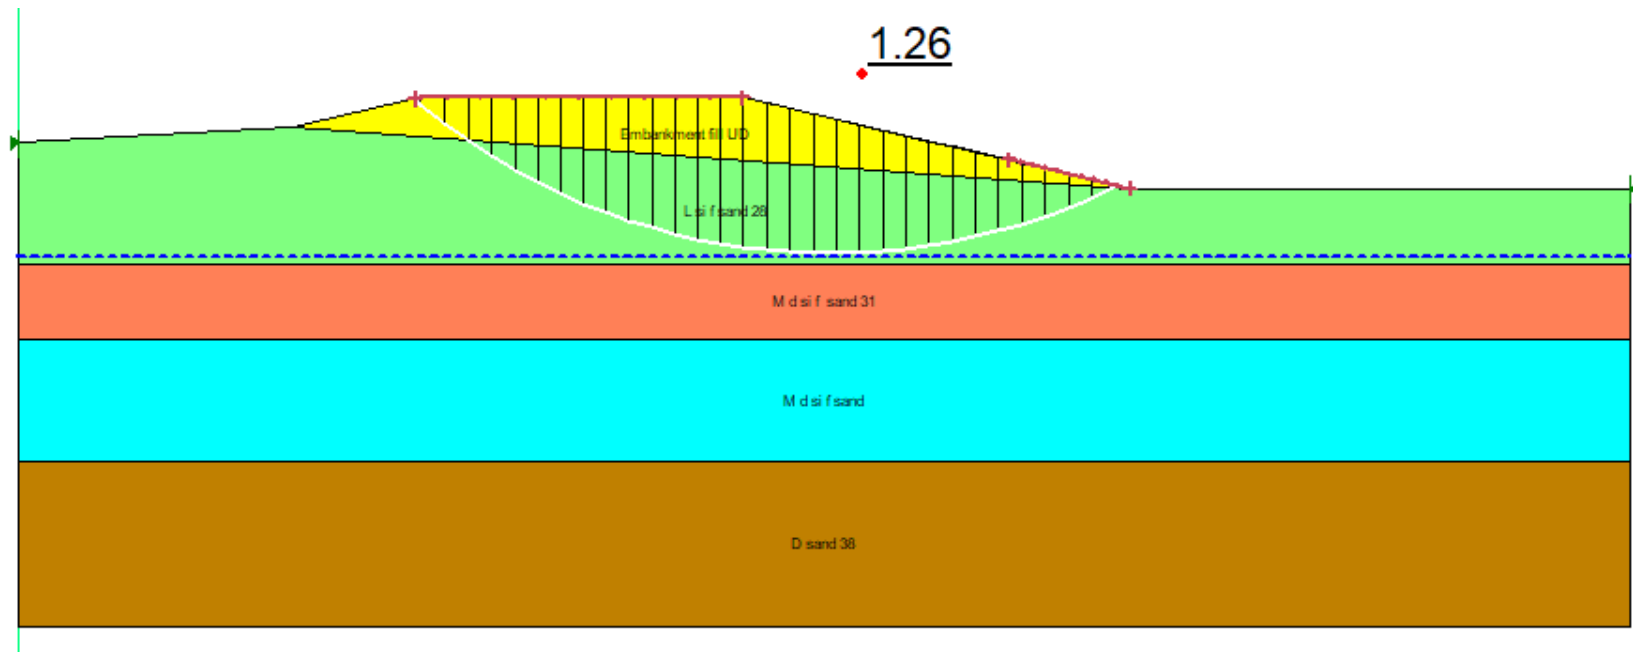 1.26
Embankment fill UD
L si f sand 28
M d si f sand 31
M d si f sand
D sand 38